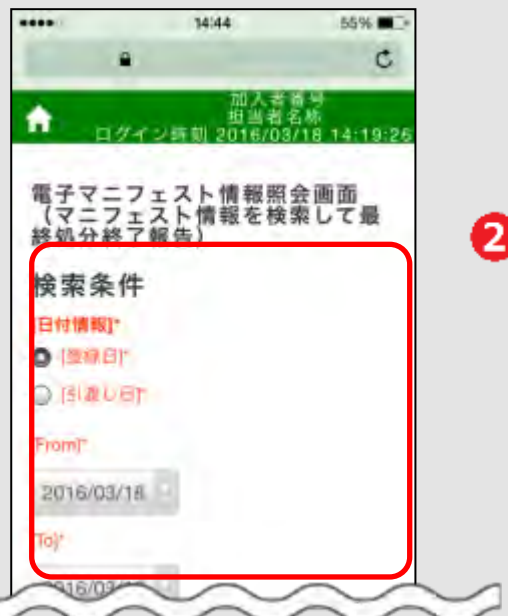 14:44 55%
加入者番号
担当者名称
ログイン時刻 2016/03/18 14:19:26
電子マニフェスト情報照会画面
（マニフェスト情報を検索して最
終処分終了報告）
2
検索条件
[日付情報]*
[登録日]*
[引渡し日]*
[From]*
2016/03/18
[To]*